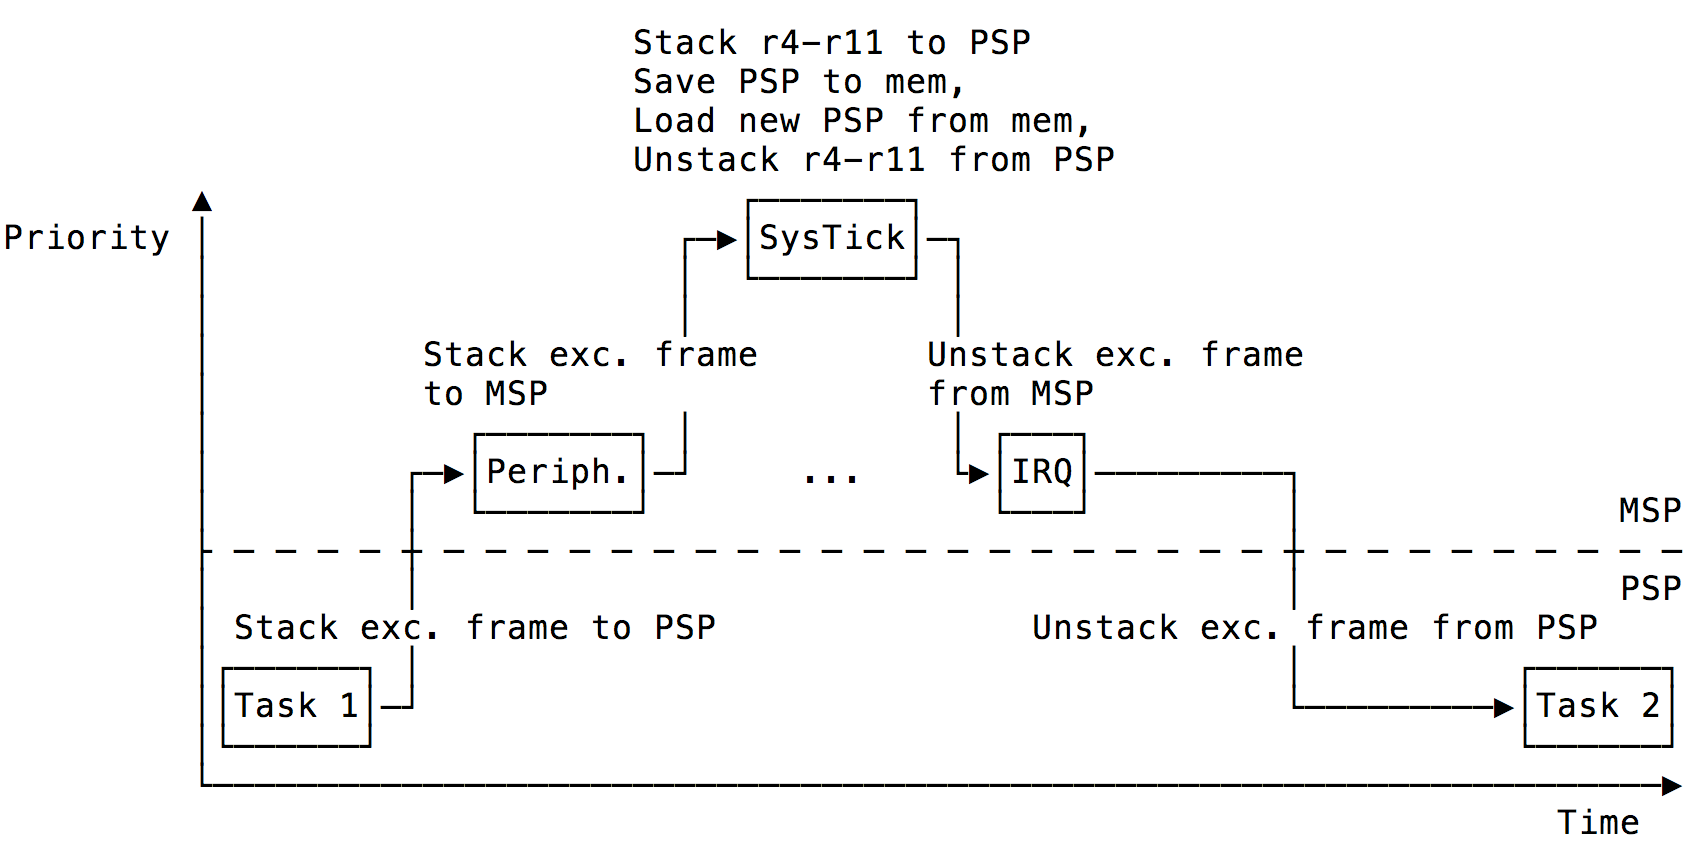 Stack r4-r11 to PSP
Save PSP to mem,
Load new PSP from mem,
Unstack r4-r11 from PSP
Priority
SysTick
Stack exc. frame
to MSP
Unstack exc. frame
from MSP
Periph.
...
IRQ
MSP
PSP
Stack exc. frame to PSP
Unstack exc. frame from PSP
Task 1
Task 2
Time